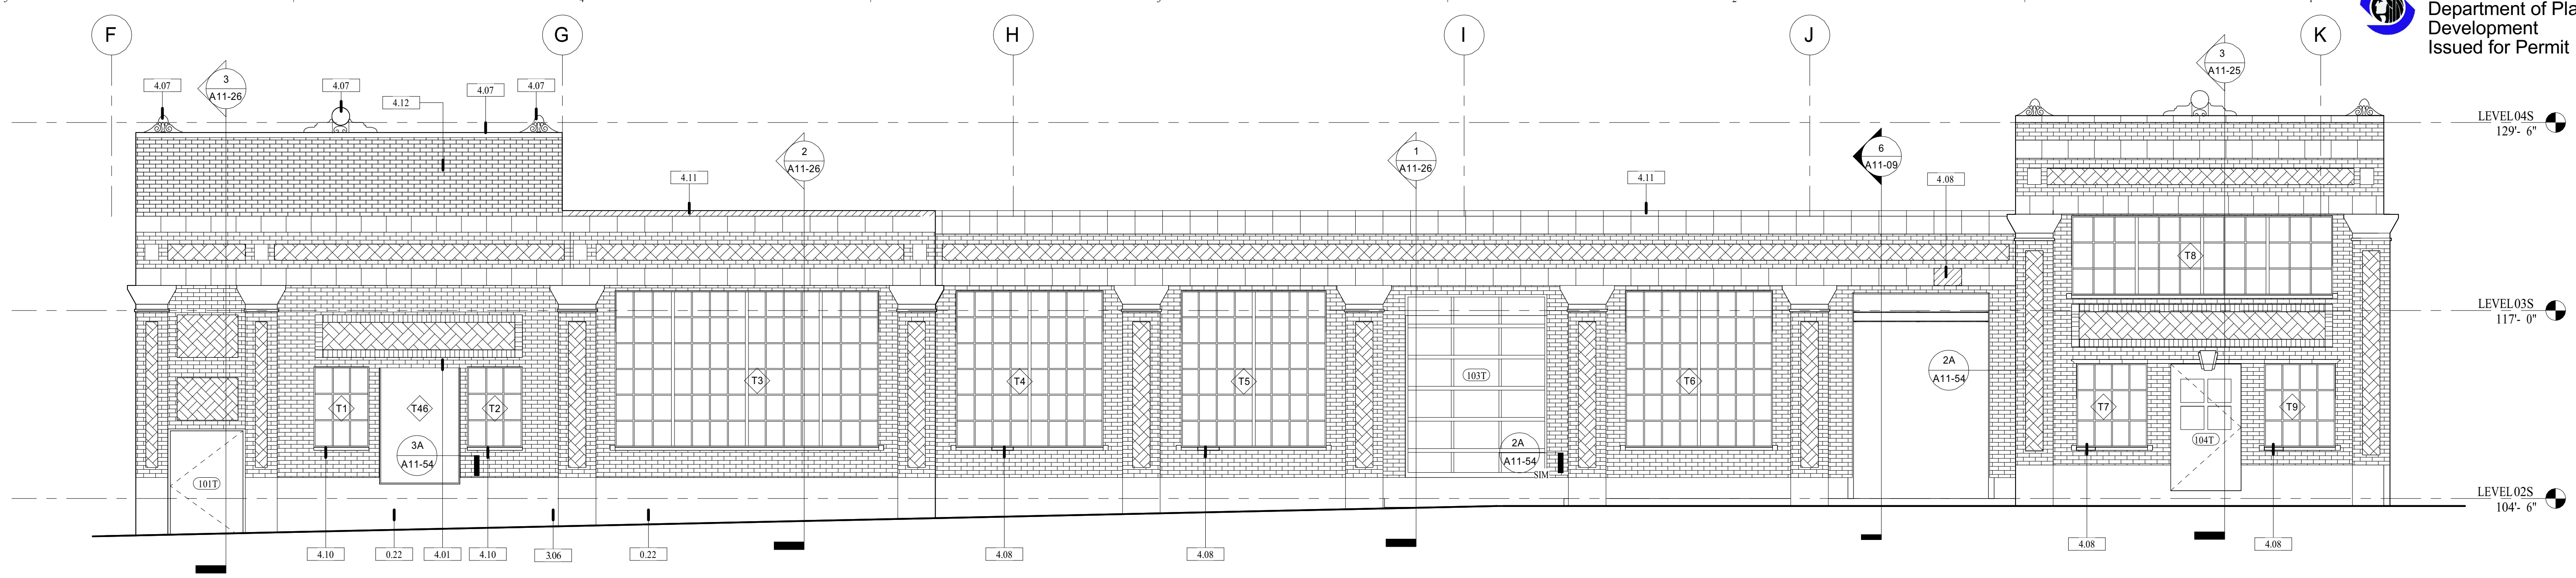 Department of Pla
Development
Issued for Permit
F
G
H
I
J
K
4.07
3
A11-26
4.07
4.12
4.07
4.07
3
A11-25
LEVEL04S
129'- 6"
2
A11-26
1
A11-26
6
A11-09
4.11
4.11
4.08
T8
LEVEL03S
117'- 0"
T1
T46
T2
T3
T4
T5
103T
T6
2A
A11-54
T7
104T
T9
3A
A11-54
2A
A11-54
SIM
101T
LEVEL02S
104'- 6"
4.10
0.22
4.01
4.10
3.06
0.22
4.08
4.08
4.08
4.08